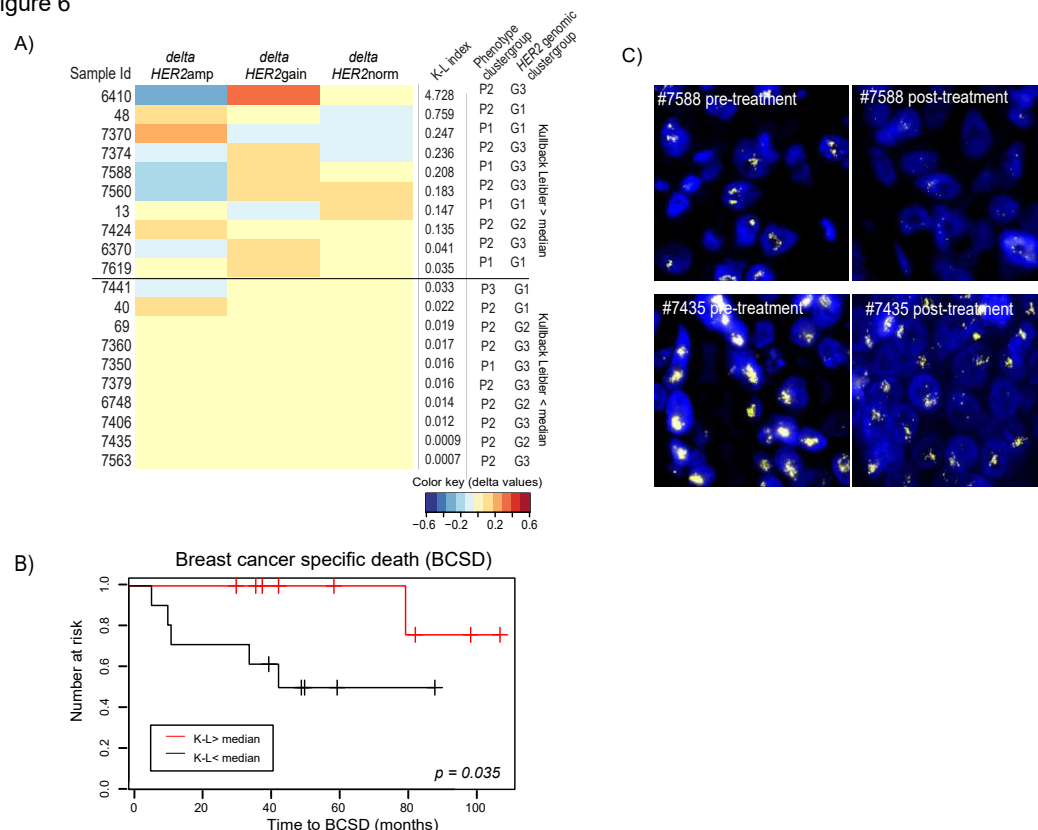 igure 6
A)
delta HER2amp
delta HER2gain
delta HER2norm
Sample Id
K-L index
Phenotype clustergroup
HER2 genomic clustergroup
6410 4.728 P2 G3
48 0.759 P2 G1
7370 0.247 P1 G1
7374 0.236 P2 G3
7588 0.208 P1 G3
7560 0.183 P2 G3
13 0.147 P1 G1
7424 0.135 P2 G2
6370 0.041 P2 G3
7619 0.035 P1 G1
Kullback Leibler > median
7441 0.033 P3 G1
40 0.022 P2 G1
69 0.019 P2 G2
7360 0.017 P2 G3
7350 0.016 P1 G3
7379 0.016 P2 G3
6748 0.014 P2 G2
7406 0.012 P2 G3
7435 0.0009 P2 G2
7563 0.0007 P2 G3
Kullback Leibler < median
Color key (delta values)
−0.6 −0.2 0.2 0.6
C)
#7588 pre-treatment
#7588 post-treatment
#7435 pre-treatment
#7435 post-treatment
B)
Breast cancer specific death (BCSD)
Number at risk
1.0
0.8
0.6
0.4
0.2
0.0
K-L> median
K-L< median
p = 0.035
0 20 40 60 80 100
Time to BCSD (months)